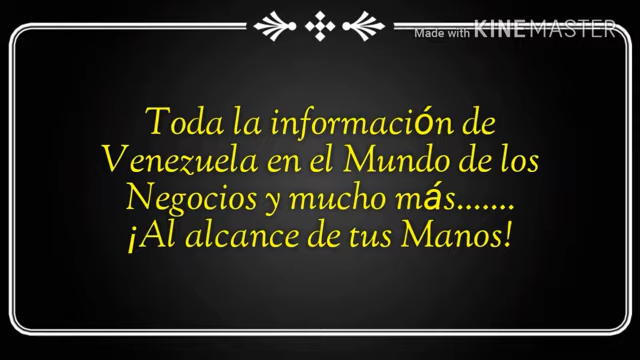 Made with KINEMASTER
Toda la información de
Venezuela en el Mundo de los
Negocios y mucho más.......
¡Al alcance de tus Manos!